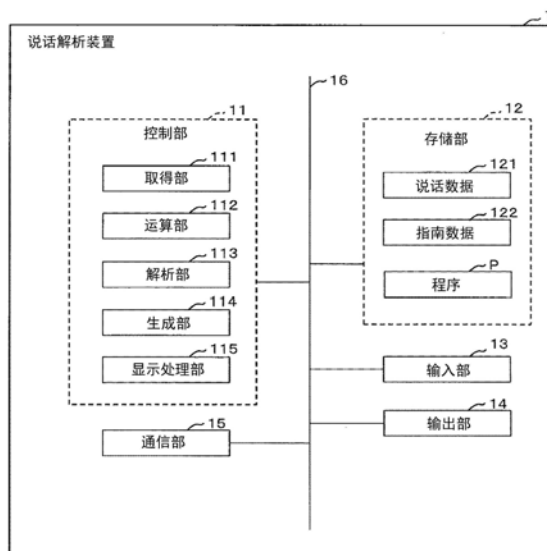 说话解析装置
16
11
控制部
111
取得部
112
运算部
113
解析部
114
生成部
115
显示处理部
15
通信部
12
存储部
121
说话数据
122
指南数据
P
程序
13
输入部
14
输出部